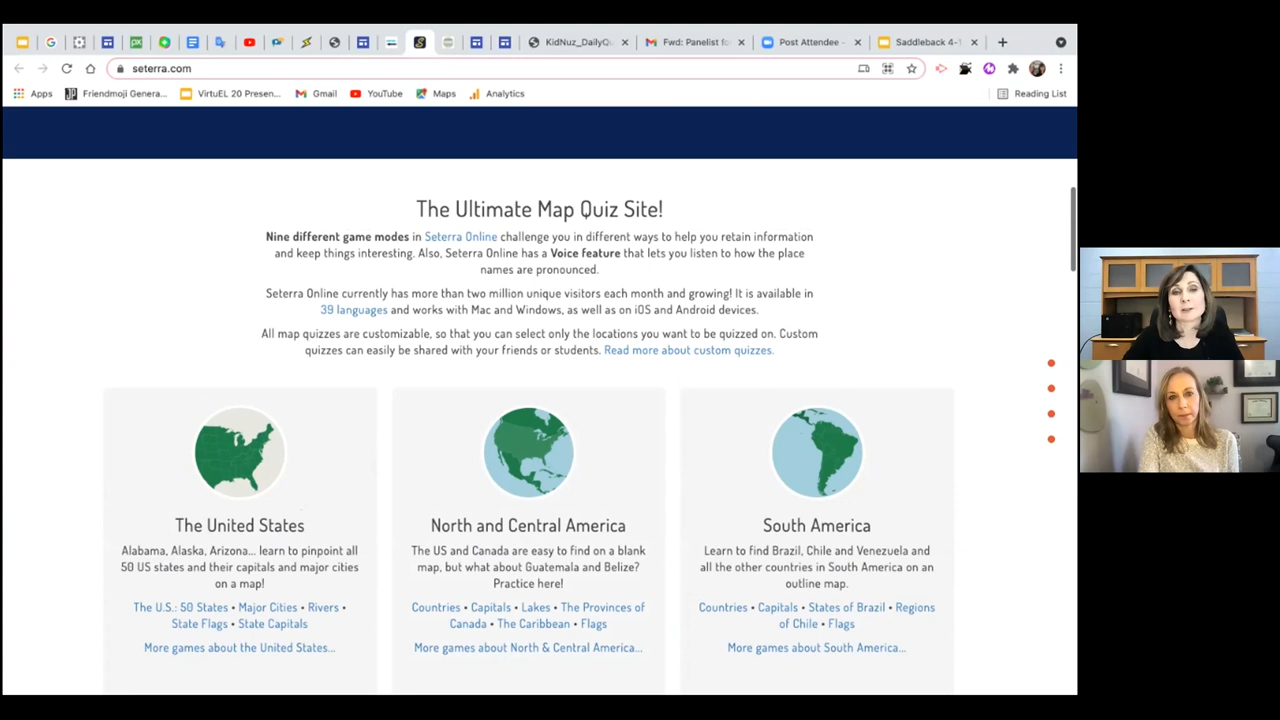 KidNuz_DailyQu
Fwd: Panelist fo
Post Attendee -
Saddleback 4-1
seterra.com
Apps
Friendmoji Genera...
VirtuEL 20 Presen...
Gmail
YouTube
Maps
Analytics
Reading List
The Ultimate Map Quiz Site!
Nine different game modes in Seterra Online challenge you in different ways to help you retain information
and keep things interesting. Also, Seterra Online has a Voice feature that lets you listen to how the place
names are pronounced.
Seterra Online currently has more than two million unique visitors each month and growing! It is available in
39 languages and works with Mac and Windows, as well as on iOS and Android devices.
All map quizzes are customizable, so that you can select only the locations you want to be quizzed on. Custom
quizzes can easily be shared with your friends or students. Read more about custom quizzes.
The United States
Alabama, Alaska, Arizona... learn to pinpoint all
50 US states and their capitals and major cities
on a map!
The U.S.: 50 States • Major Cities • Rivers •
State Flags • State Capitals
More games about the United States...
North and Central America
The US and Canada are easy to find on a blank
map, but what about Guatemala and Belize?
Practice here!
Countries • Capitals • Lakes • The Provinces of
Canada • The Caribbean • Flags
More games about North & Central America...
South America
Learn to find Brazil, Chile and Venezuela and
all the other countries in South America on an
outline map.
Countries • Capitals • States of Brazil • Regions
of Chile • Flags
More games about South America...